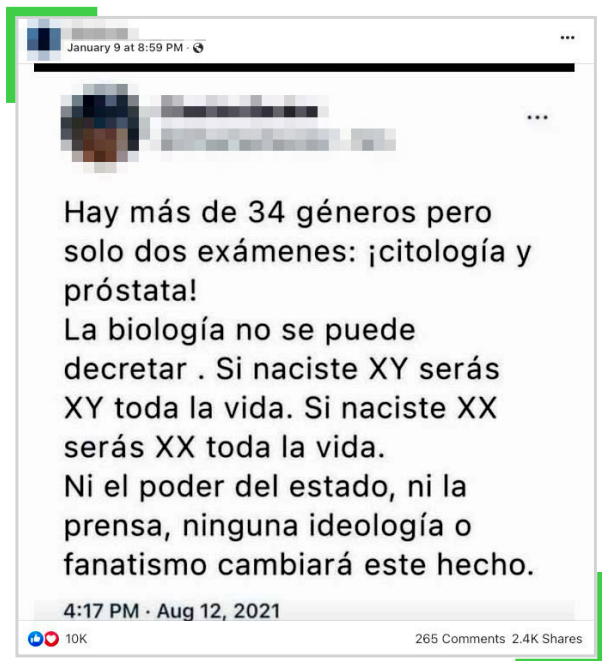 January 9 at 8:59 PM ·
Hay más de 34 géneros pero
solo dos exámenes: ¡citología y
próstata!
La biología no se puede
decretar . Si naciste XY serás
XY toda la vida. Si naciste XX
serás XX toda la vida.
Ni el poder del estado, ni la
prensa, ninguna ideología o
fanatismo cambiará este hecho.
4:17 PM · Aug 12, 2021
10K 265 Comments 2.4K Shares